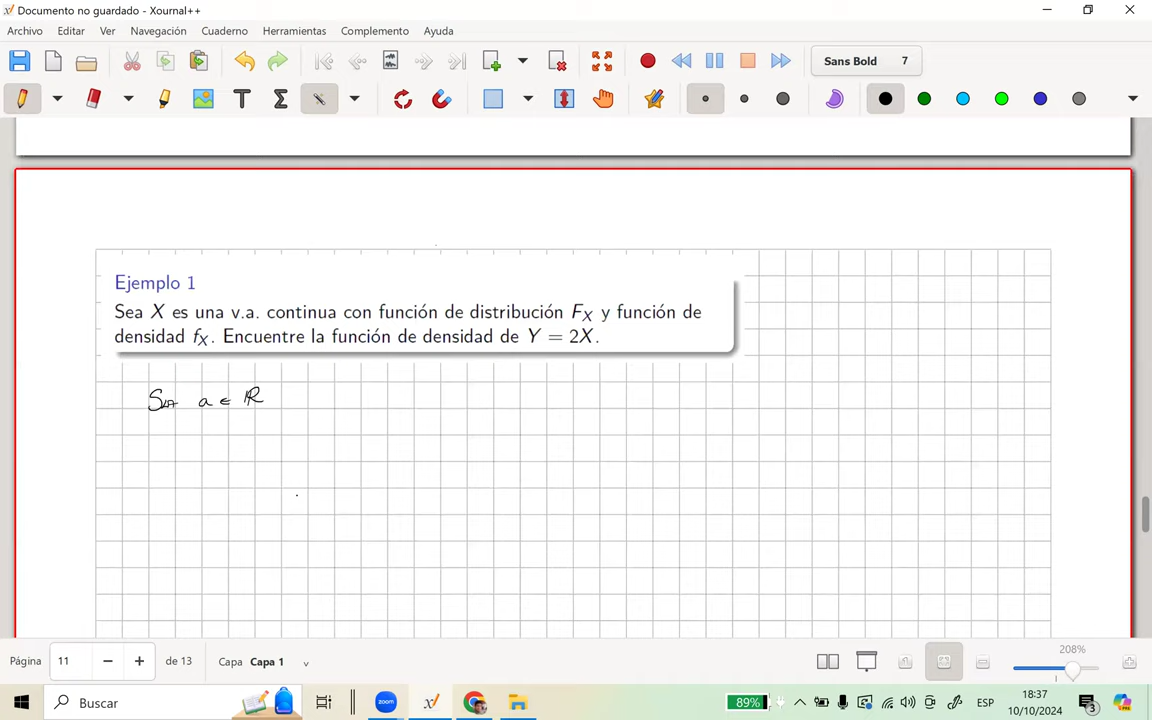 Documento no guardado - Xournal++
Archivo Editar Ver Navegación Cuaderno Herramientas Complemento Ayuda
Sans Bold 7
Ejemplo 1
Sea X es una v.a. continua con función de distribución F_X y función de
densidad f_X. Encuentre la función de densidad de Y = 2X.
Sea a ∈ ℝ
Página 11 de 13 Capa Capa 1 208%
Buscar zoom 89% ESP 18:37
10/10/2024 3